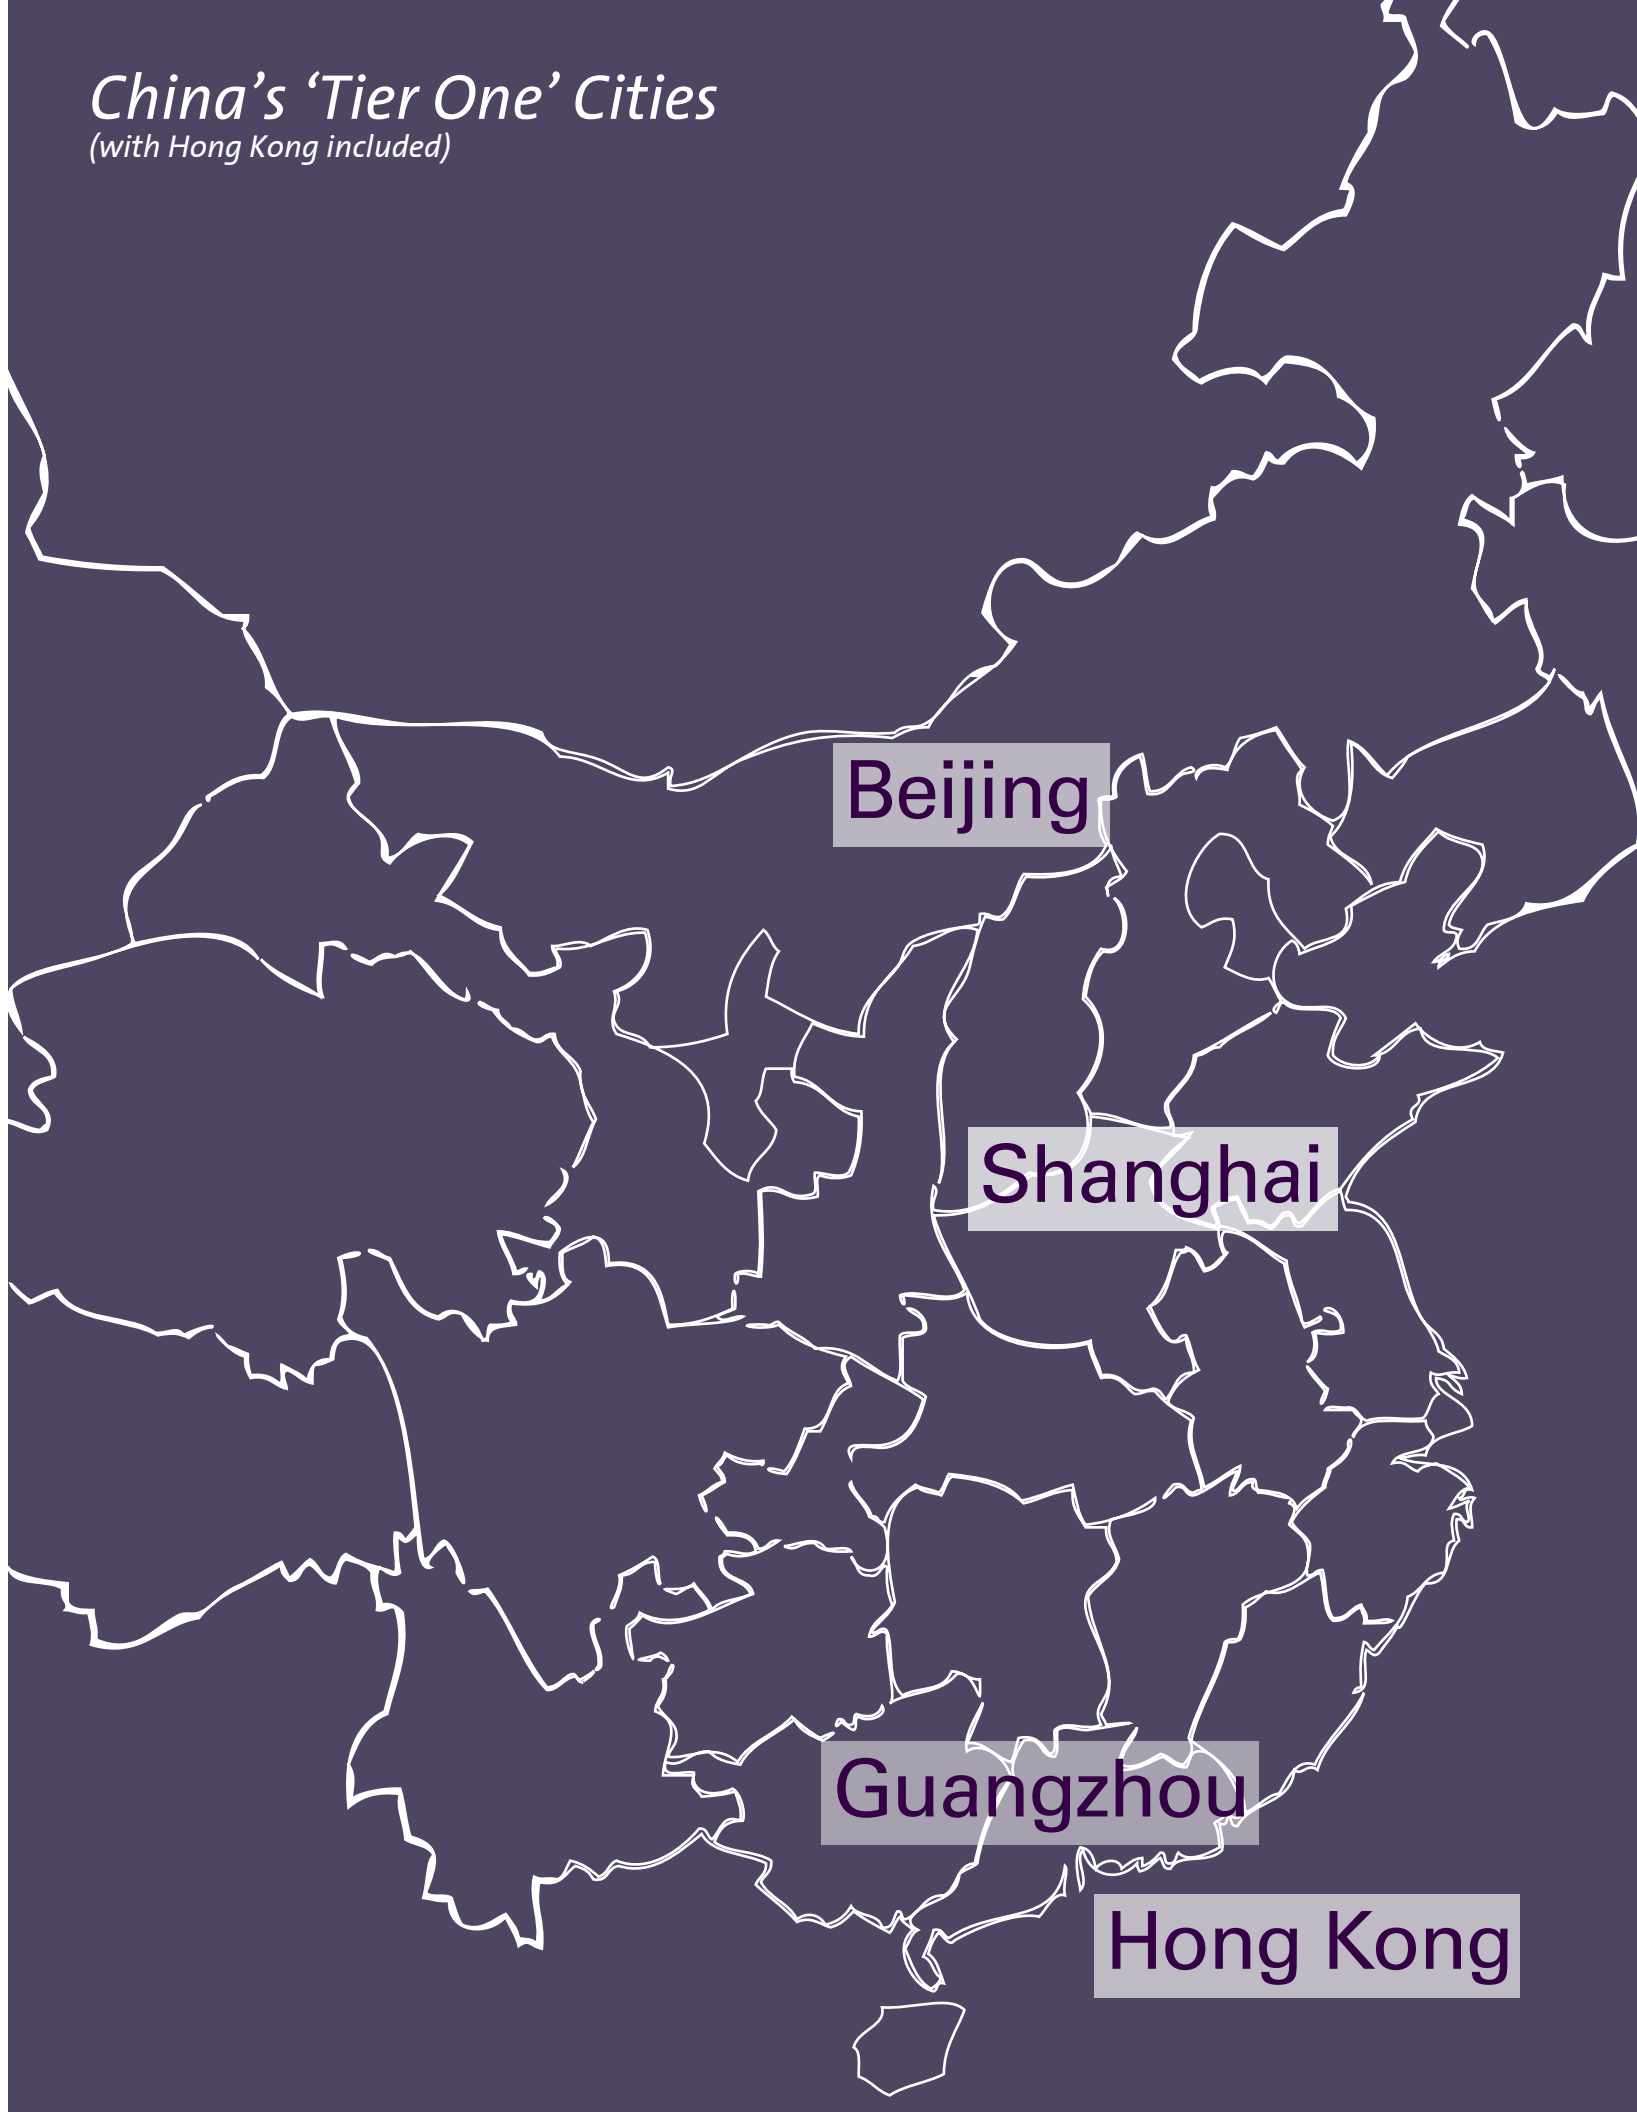 China’s ‘Tier One’ Cities
(with Hong Kong included)
Beijing
Shanghai
Guangzhou
Hong Kong